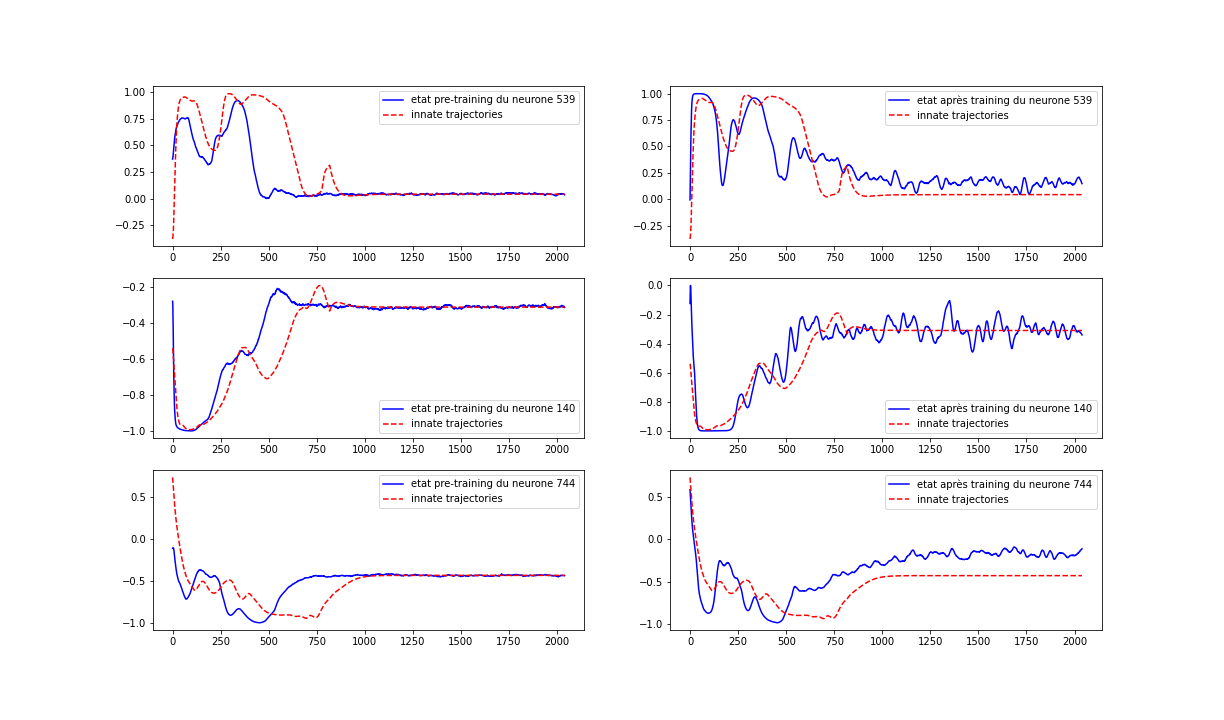 etat pre-training du neurone 539
innate trajectories
1.00
0.75
0.50
0.25
0.00
−0.25
0 250 500 750 1000 1250 1500 1750 2000
etat après training du neurone 539
innate trajectories
1.00
0.75
0.50
0.25
0.00
−0.25
0 250 500 750 1000 1250 1500 1750 2000
−0.2
−0.4
−0.6
−0.8
−1.0
etat pre-training du neurone 140
innate trajectories
0 250 500 750 1000 1250 1500 1750 2000
0.0
−0.2
−0.4
−0.6
−0.8
−1.0
etat après training du neurone 140
innate trajectories
0 250 500 750 1000 1250 1500 1750 2000
etat pre-training du neurone 744
innate trajectories
0.5
0.0
−0.5
−1.0
0 250 500 750 1000 1250 1500 1750 2000
etat après training du neurone 744
innate trajectories
0.5
0.0
−0.5
−1.0
0 250 500 750 1000 1250 1500 1750 2000